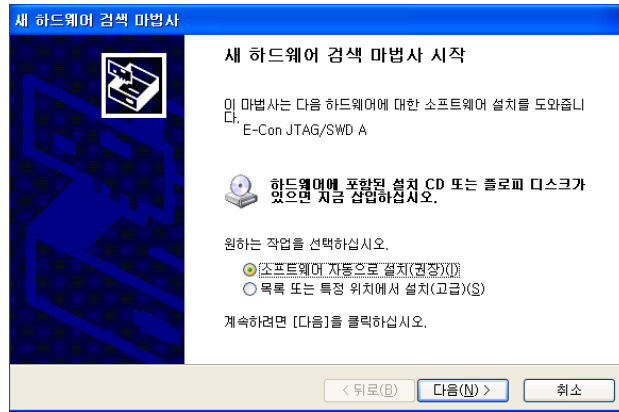 새 하드웨어 검색 마법사
새 하드웨어 검색 마법사 시작
이 마법사는 다음 하드웨어에 대한 소프트웨어 설치를 도와줍니
다.
E-Con JTAG/SWD A
하드웨어에 포함된 설치 CD 또는 플로피 디스크가
있으면 지금 삽입하십시오.
원하는 작업을 선택하십시오.
소프트웨어 자동으로 설치(권장)(I)
목록 또는 특정 위치에서 설치(고급)(S)
계속하려면 [다음]을 클릭하십시오.
< 뒤로(B) 다음(N) > 취소